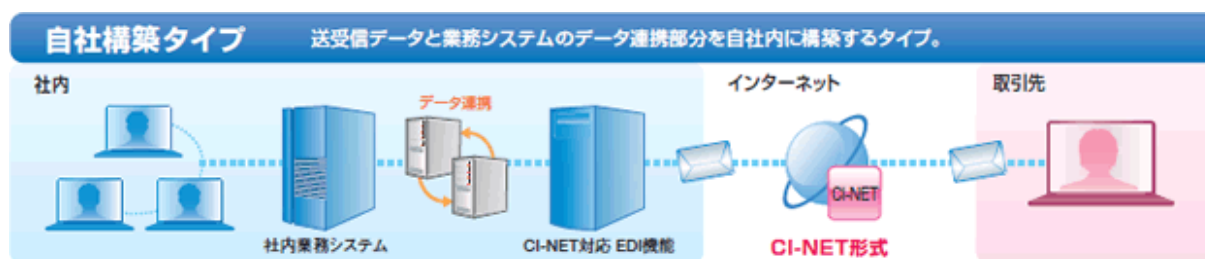 自社構築タイプ
送受信データと業務システムのデータ連携部分を自社内に構築するタイプ。
社内
データ連携
インターネット
取引先
CI-NET
社内業務システム
CI-NET対応 EDI機能
CI-NET形式